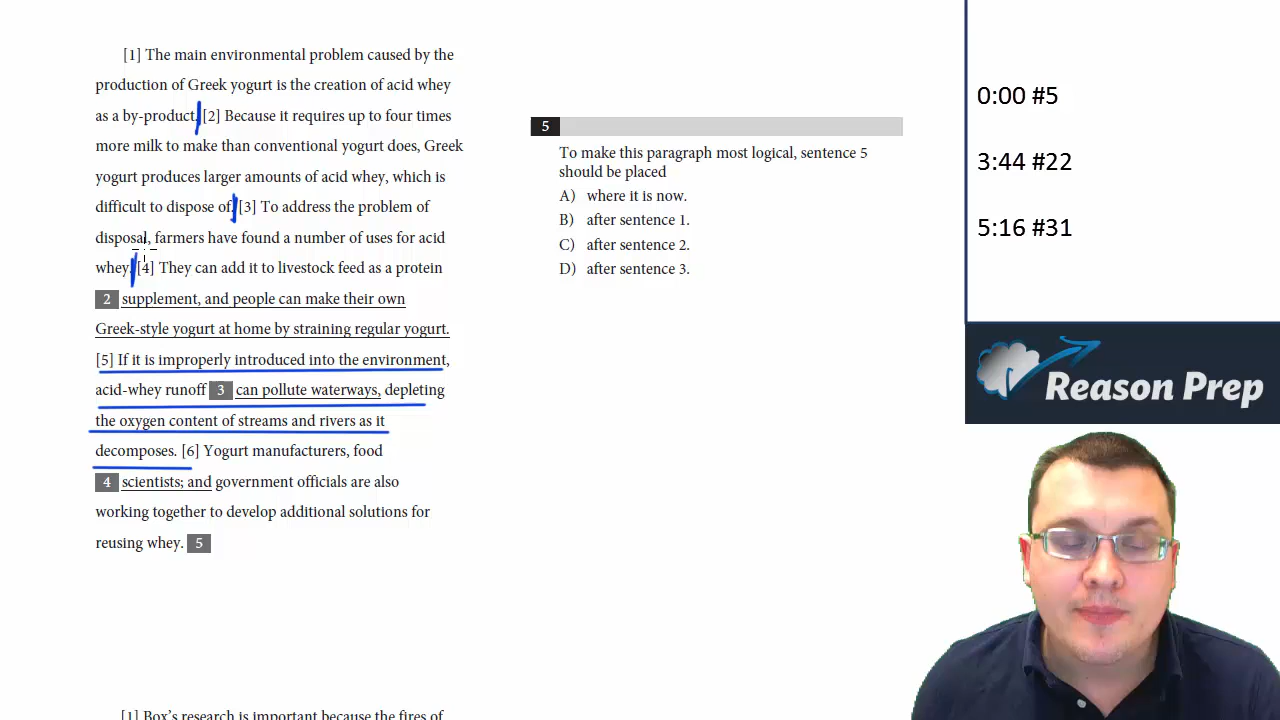 [1] The main environmental problem caused by the
production of Greek yogurt is the creation of acid whey
as a by-product. [2] Because it requires up to four times
more milk to make than conventional yogurt does, Greek
yogurt produces larger amounts of acid whey, which is
difficult to dispose of. [3] To address the problem of
disposal, farmers have found a number of uses for acid
whey. [4] They can add it to livestock feed as a protein
2 supplement, and people can make their own
Greek-style yogurt at home by straining regular yogurt.
[5] If it is improperly introduced into the environment,
acid-whey runoff 3 can pollute waterways, depleting
the oxygen content of streams and rivers as it
decomposes. [6] Yogurt manufacturers, food
4 scientists; and government officials are also
working together to develop additional solutions for
reusing whey. 5
[1] Box's research is important because the fires of
5
To make this paragraph most logical, sentence 5
should be placed
A) where it is now.
B) after sentence 1.
C) after sentence 2.
D) after sentence 3.
0:00 #5
3:44 #22
5:16 #31
Reason Prep